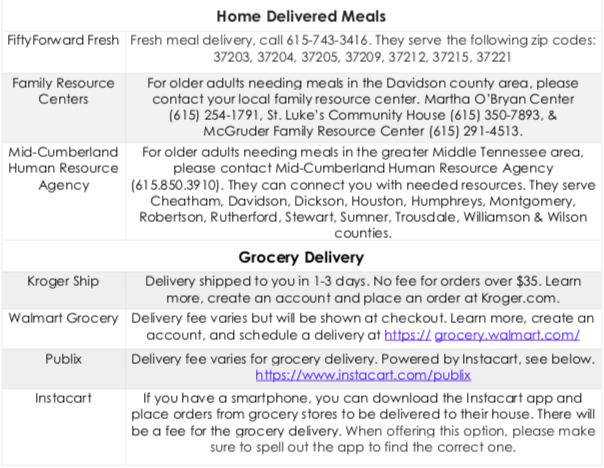 Home Delivered Meals
FiftyForward Fresh Fresh meal delivery, call 615-743-3416. They serve the following zip codes:
37203, 37204, 37205, 37209, 37212, 37215, 37221
Family Resource For older adults needing meals in the Davidson county area, please
Centers contact your local family resource center. Martha O'Bryan Center
(615) 254-1791, St. Luke's Community House (615) 350-7893, &
McGruder Family Resource Center (615) 291-4513.
Mid-Cumberland For older adults needing meals in the greater Middle Tennessee area,
Human Resource please contact Mid-Cumberland Human Resource Agency
Agency (615.850.3910). They can connect you with needed resources. They serve
Cheatham, Davidson, Dickson, Houston, Humphreys, Montgomery,
Robertson, Rutherford, Stewart, Sumner, Trousdale, Williamson & Wilson
counties.
Grocery Delivery
Kroger Ship Delivery shipped to you in 1-3 days. No fee for orders over $35. Learn
more, create an account and place an order at Kroger.com.
Walmart Grocery Delivery fee varies but will be shown at checkout. Learn more, create an
account, and schedule a delivery at https:// grocery.walmart.com/
Publix Delivery fee varies for grocery delivery. Powered by Instacart, see below.
https://www.instacart.com/publix
Instacart If you have a smartphone, you can download the Instacart app and
place orders from grocery stores to be delivered to their house. There will
be a fee for the grocery delivery. When offering this option, please make
sure to spell out the app to find the correct one.